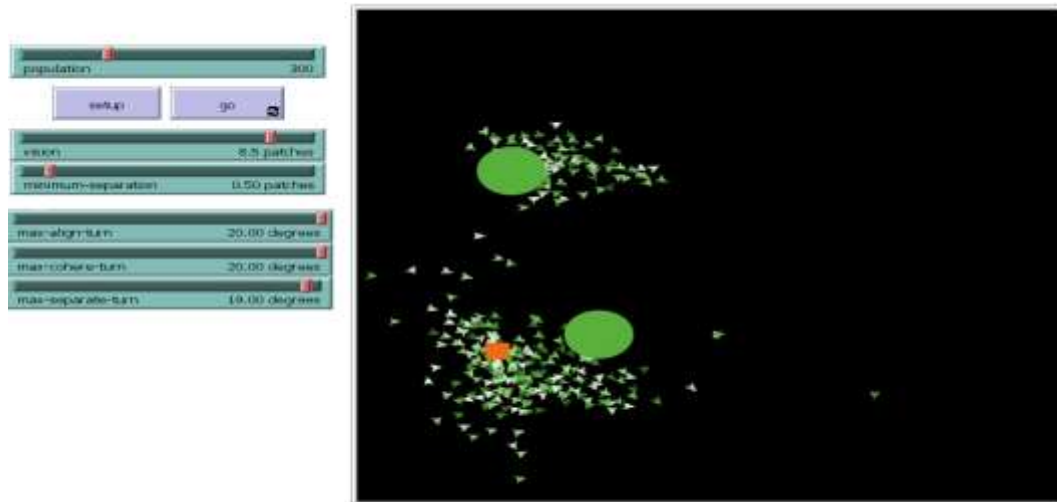 population 300
setup
go
vision 8.5 patches
minimum-separation 0.50 patches
max-align-turn 20.00 degrees
max-cohere-turn 20.00 degrees
max-separate-turn 19.00 degrees